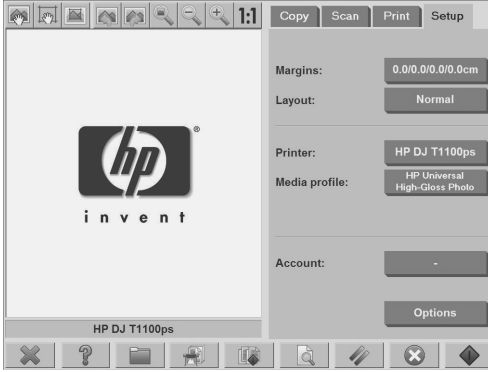 1:1
Copy Scan Print Setup
Margins: 0.0/0.0/0.0/0.0cm
Layout: Normal
Printer: HP DJ T1100ps
Media profile: HP Universal
High-Gloss Photo
Account: -
Options
hp ®
invent
HP DJ T1100ps